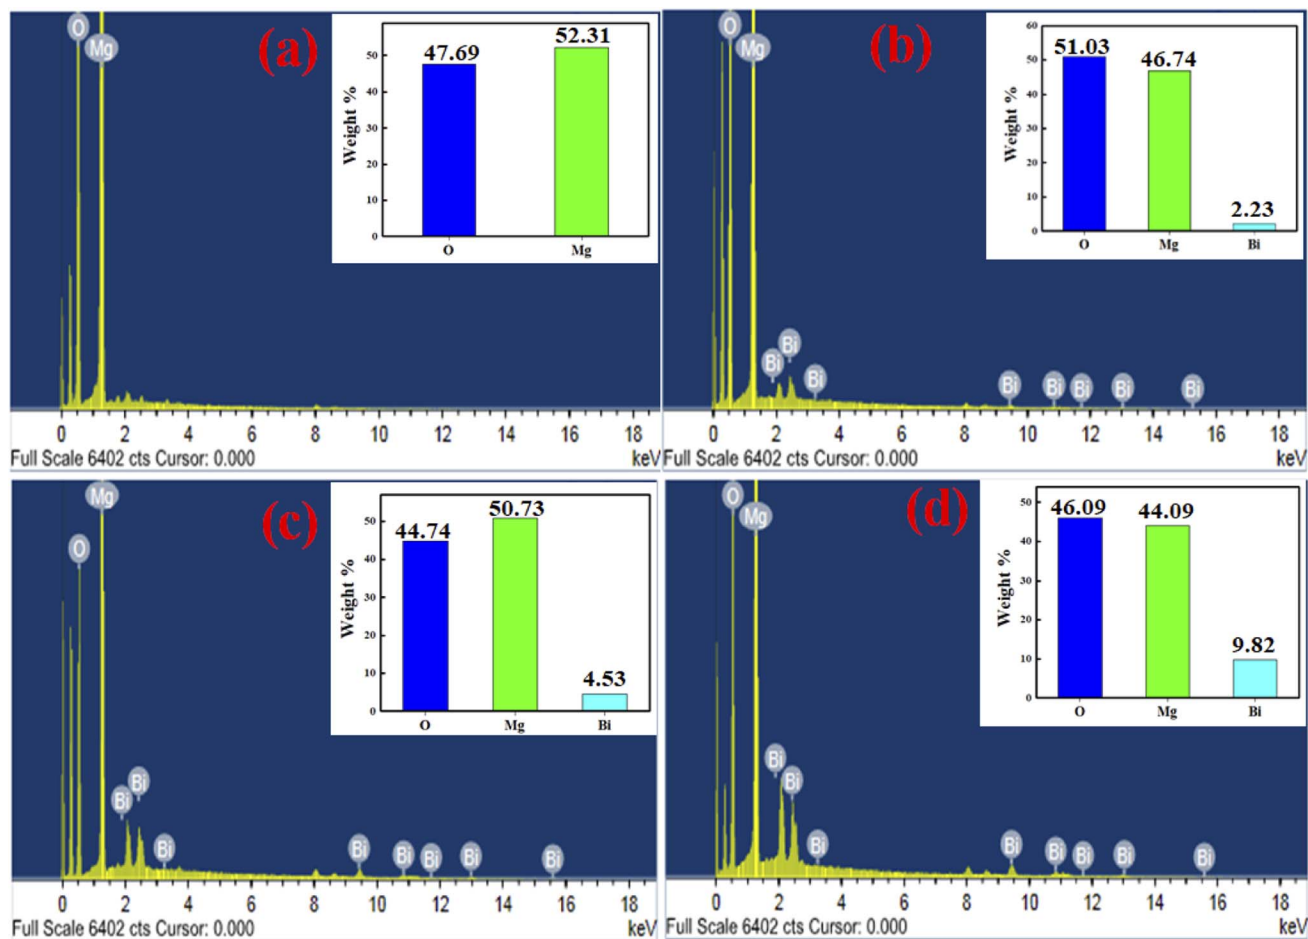 O
Mg
(a)
52.31
47.69
50
40
30
20
10
0
Weight %
O Mg
0 2 4 6 8 10 12 14 16 18
Full Scale 6402 cts Cursor: 0.000 keV
O
Mg
(b)
60
51.03
46.74
50
40
30
20
10
0
Weight %
2.23
O Mg Bi
Bi Bi Bi Bi Bi Bi Bi Bi
0 2 4 6 8 10 12 14 16 18
Full Scale 6402 cts Cursor: 0.000 keV
Mg
O
(c)
50.73
44.74
50
40
30
20
10
0
Weight %
4.53
O Mg Bi
Bi Bi Bi Bi Bi Bi Bi Bi
0 2 4 6 8 10 12 14 16 18
Full Scale 6402 cts Cursor: 0.000 keV
O
Mg
(d)
46.09
44.09
50
40
30
20
10
0
Weight %
9.82
O Mg Bi
Bi Bi Bi Bi Bi Bi Bi Bi
0 2 4 6 8 10 12 14 16 18
Full Scale 6402 cts Cursor: 0.000 keV